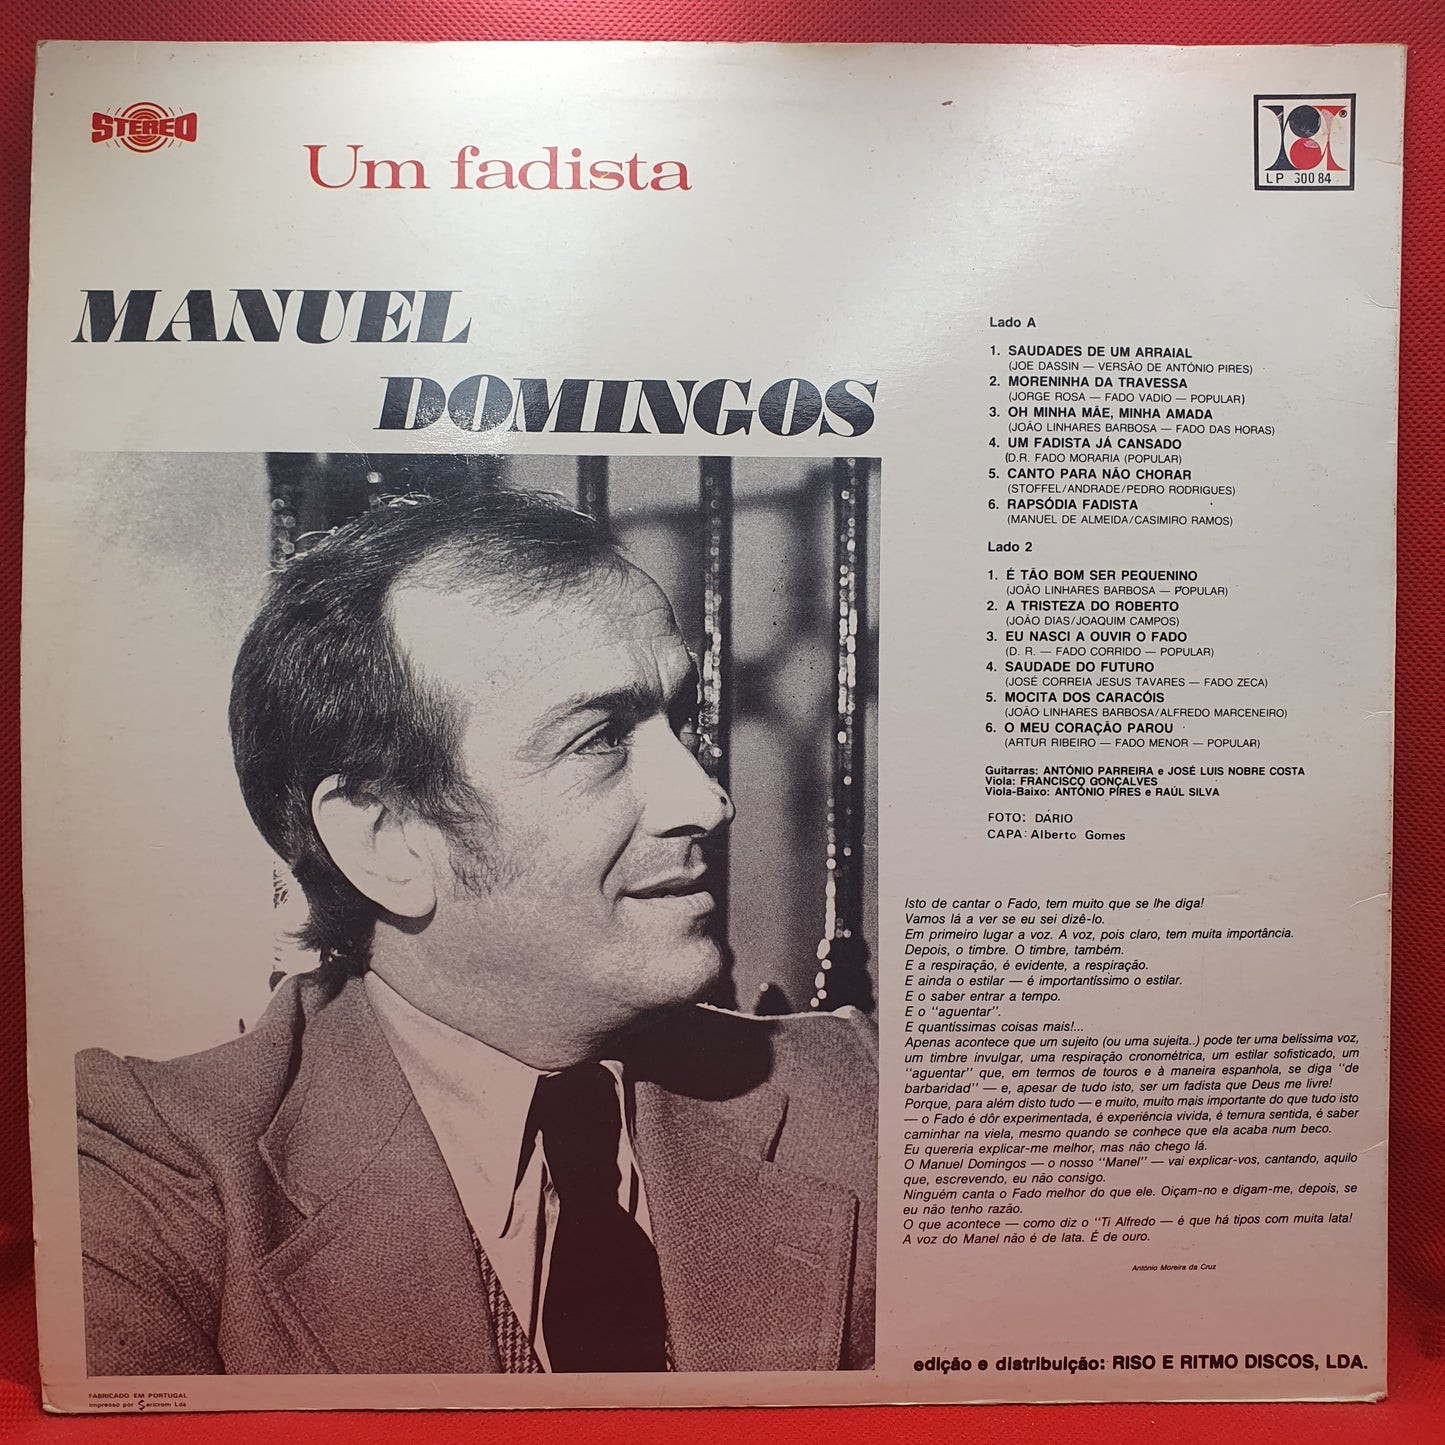 STEREO
Um fadista
LP 30084
MANUEL
DOMINGOS
Lado A
1. SAUDADES DE UM ARRAIAL
(JOE DASSIN — VERSÃO DE ANTÓNIO PIRES)
2. MORENINHA DA TRAVESSA
(JORGE ROSA — FADO VADIO — POPULAR)
3. OH MINHA MÃE, MINHA AMADA
(JOÃO LINHARES BARBOSA — FADO DAS HORAS)
4. UM FADISTA JÁ CANSADO
(D.R. FADO MORARIA (POPULAR)
5. CANTO PARA NÃO CHORAR
(STOFFEL/ANDRADE/PEDRO RODRIGUES)
6. RAPSÓDIA FADISTA
(MANUEL DE ALMEIDA/CASIMIRO RAMOS)
Lado 2
1. É TÃO BOM SER PEQUENINO
(JOÃO LINHARES BARBOSA — POPULAR)
2. A TRISTEZA DO ROBERTO
(JOÃO DIAS/JOAQUIM CAMPOS)
3. EU NASCI A OUVIR O FADO
(D. R. — FADO CORRIDO — POPULAR)
4. SAUDADE DO FUTURO
(JOSÉ CORREIA JESUS TAVARES — FADO ZECA)
5. MOCITA DOS CARACÓIS
(JOÃO LINHARES BARBOSA/ALFREDO MARCENEIRO)
6. O MEU CORAÇÃO PAROU
(ARTUR RIBEIRO — FADO MENOR — POPULAR)
Guitarras: ANTÓNIO PARREIRA e JOSÉ LUIS NOBRE COSTA
Viola: FRANCISCO GONÇALVES
Viola-Baixo: ANTÓNIO PIRES e RAÚL SILVA
FOTO: DÁRIO
CAPA: Alberto Gomes
Isto de cantar o Fado, tem muito que se lhe diga!
Vamos lá a ver se eu sei dizê-lo.
Em primeiro lugar a voz. A voz, pois claro, tem muita importância.
Depois, o timbre. O timbre, também.
E a respiração, é evidente, a respiração.
E ainda o estilar — é importantíssimo o estilar.
E o saber entrar a tempo.
E o "aguentar".
E quantíssimas coisas mais!...
Apenas acontece que um sujeito (ou uma sujeita..) pode ter uma belíssima voz,
um timbre invulgar, uma respiração cronométrica, um estilar sofisticado, um
"aguentar" que, em termos de touros e à maneira espanhola, se diga "de
barbaridad" — e, apesar de tudo isto, ser um fadista que Deus me livre!
Porque, para além disto tudo — e muito, muito mais importante do que tudo isto
— o Fado é dôr experimentada, é experiência vivida, é ternura sentida, é saber
caminhar na viela, mesmo quando se conhece que ela acaba num beco.
Eu quereria explicar-me melhor, mas não chego lá.
O Manuel Domingos — o nosso "Manel" — vai explicar-vos, cantando, aquilo
que, escrevendo, eu não consigo.
Ninguém canta o Fado melhor do que ele. Oiçam-no e digam-me, depois, se
eu não tenho razão.
O que acontece — como diz o "Ti Alfredo — é que há tipos com muita lata!
A voz do Manel não é de lata. É de ouro.
António Moreira da Cruz
edição e distribuição: RISO E RITMO DISCOS, LDA.
FABRICADO EM PORTUGAL
Impresso por Sericrom Lda